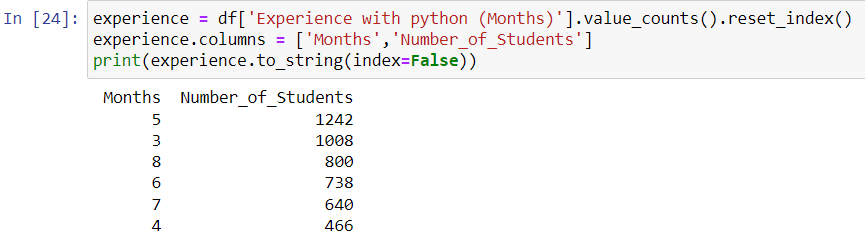 In [24]: experience = df['Experience with python (Months)'].value_counts().reset_index()
experience.columns = ['Months','Number_of_Students']
print(experience.to_string(index=False))
Months Number_of_Students
5 1242
3 1008
8 800
6 738
7 640
4 466